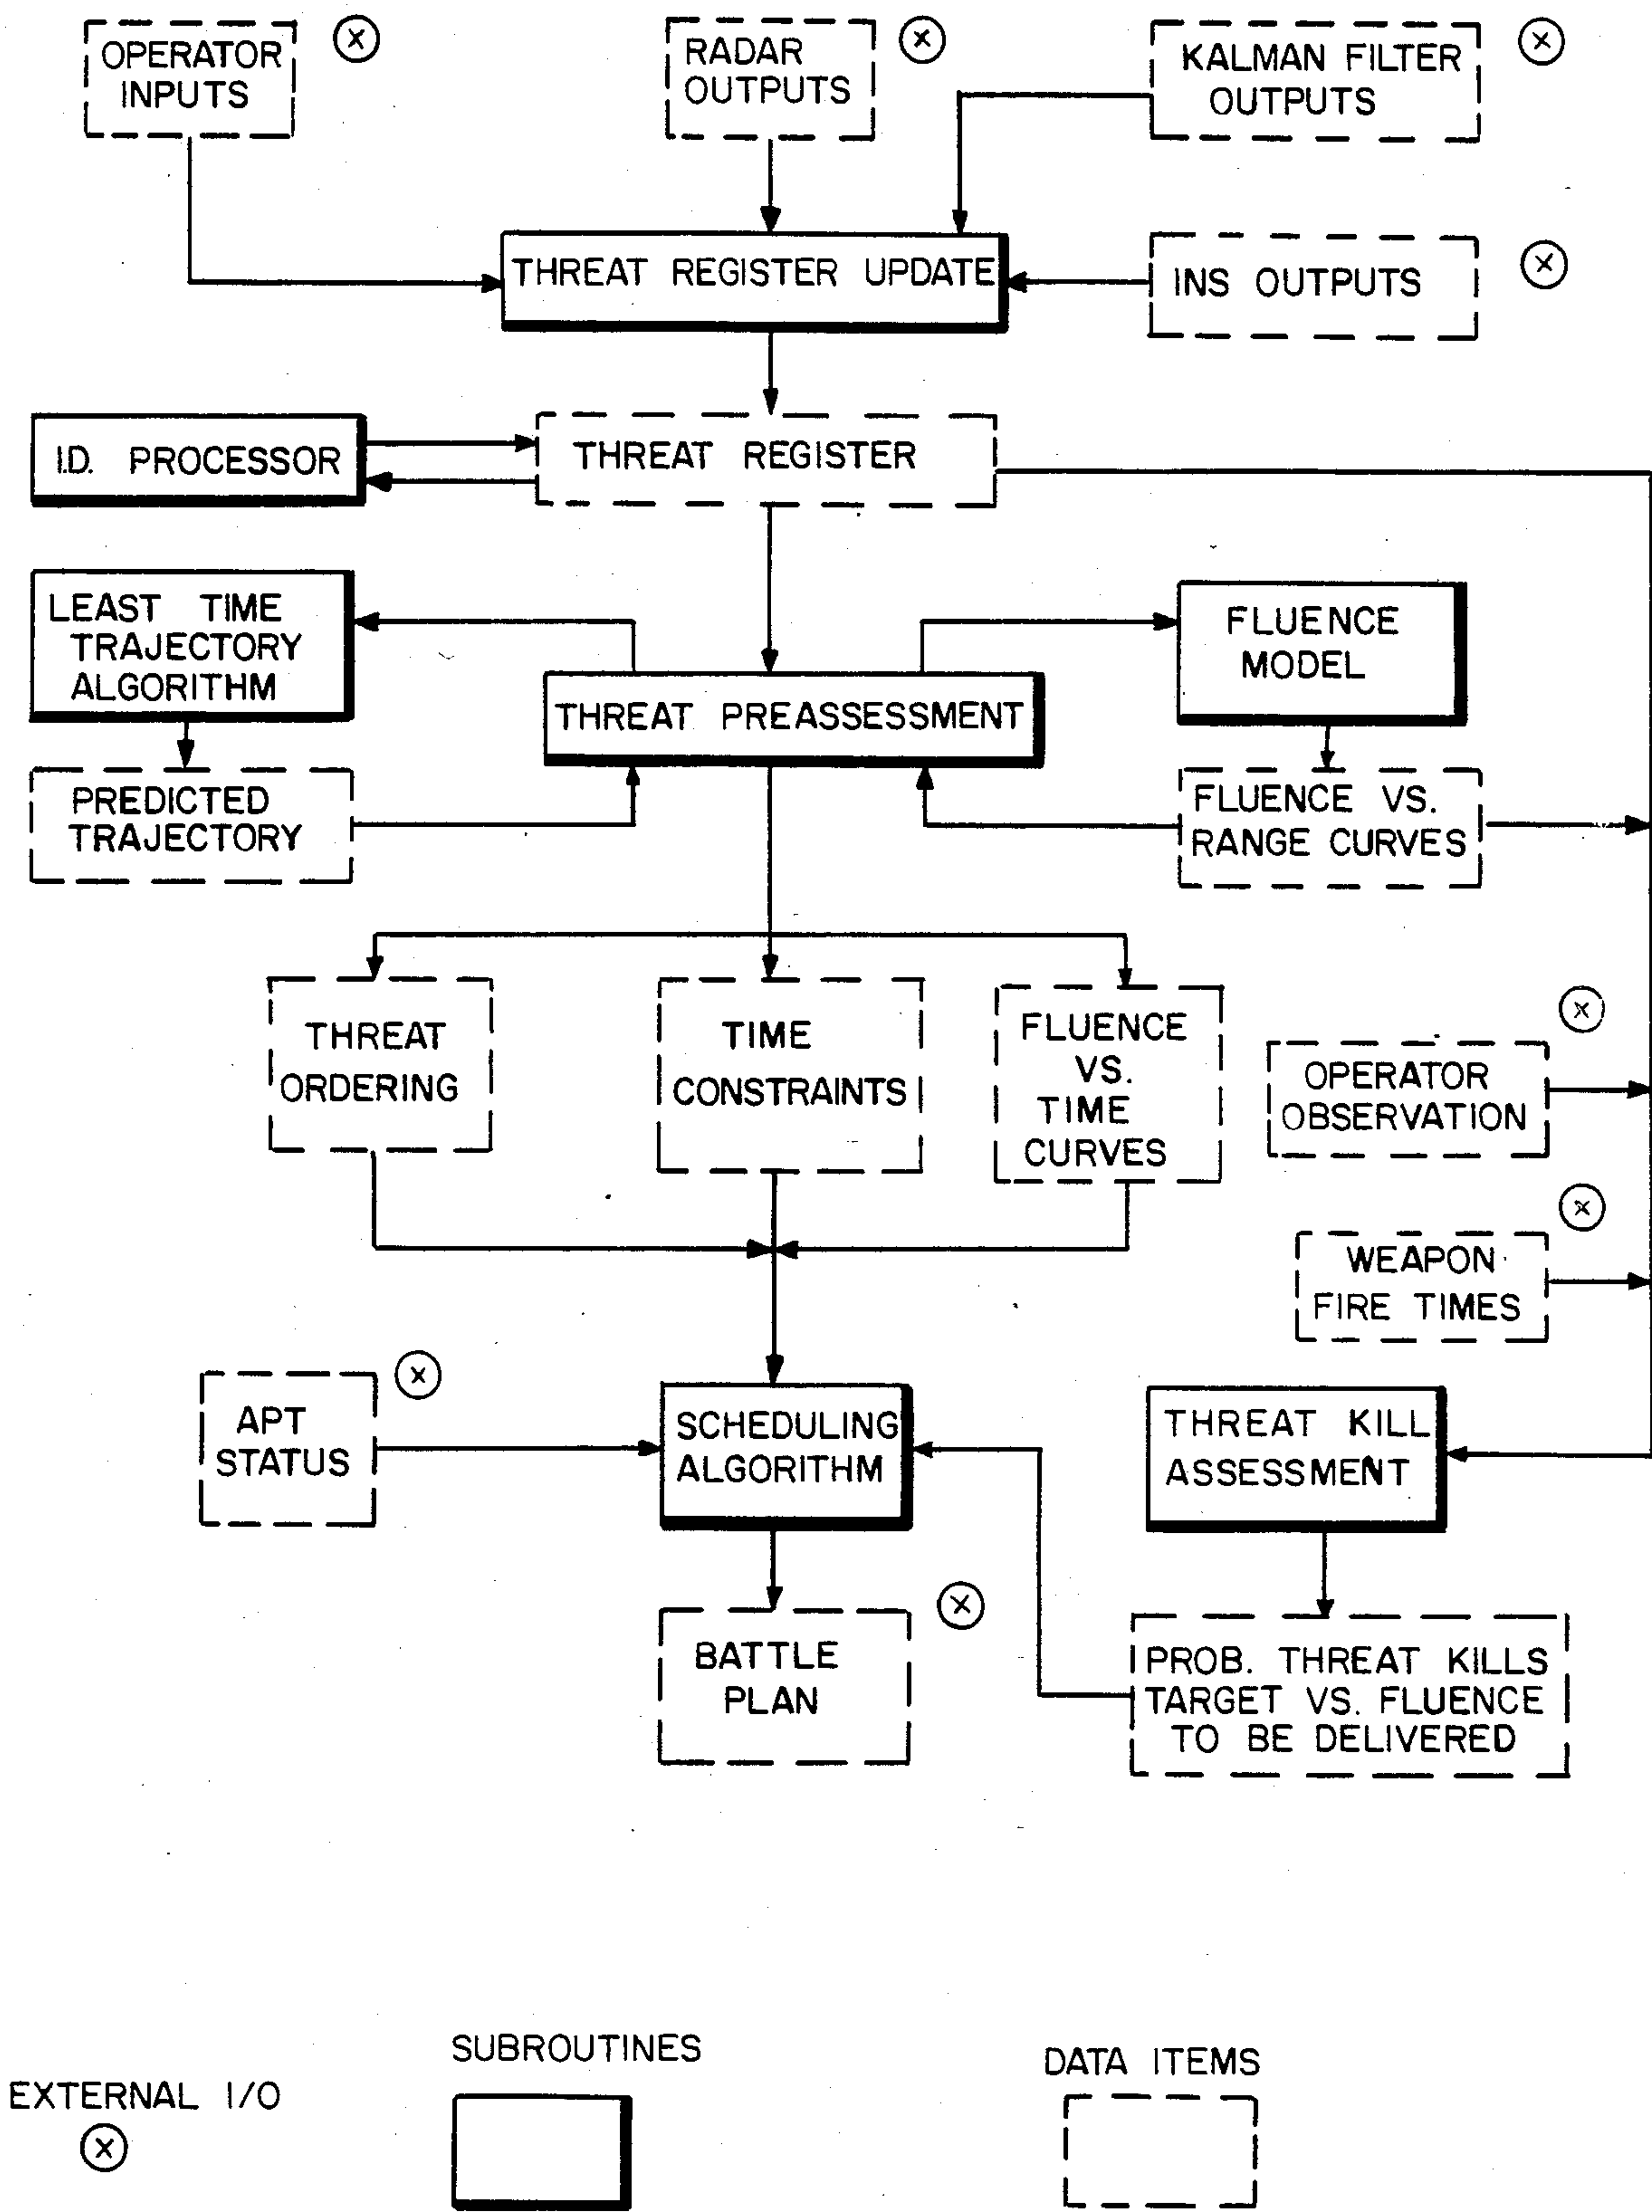 OPERATOR
INPUTS
RADAR
OUTPUTS
KALMAN FILTER
OUTPUTS
THREAT REGISTER UPDATE
INS OUTPUTS
I.D. PROCESSOR
THREAT REGISTER
LEAST TIME
TRAJECTORY
ALGORITHM
THREAT PREASSESSMENT
FLUENCE
MODEL
PREDICTED
TRAJECTORY
FLUENCE VS.
RANGE CURVES
THREAT
ORDERING
TIME
CONSTRAINTS
FLUENCE
VS.
TIME
CURVES
OPERATOR
OBSERVATION
WEAPON
FIRE TIMES
APT
STATUS
SCHEDULING
ALGORITHM
THREAT KILL
ASSESSMENT
BATTLE
PLAN
PROB. THREAT KILLS
TARGET VS. FLUENCE
TO BE DELIVERED
EXTERNAL I/O
SUBROUTINES
DATA ITEMS